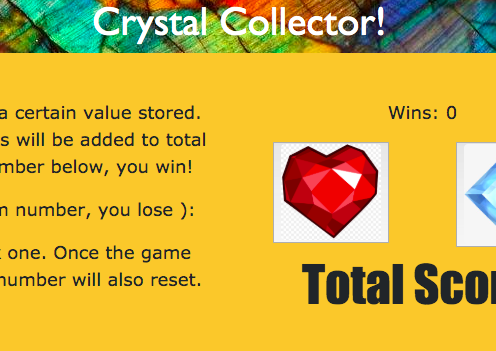 Crystal Collector!
a certain value stored.
s will be added to total
mber below, you win!
m number, you lose ):
one. Once the game
number will also reset.
Wins: 0
Total Scor